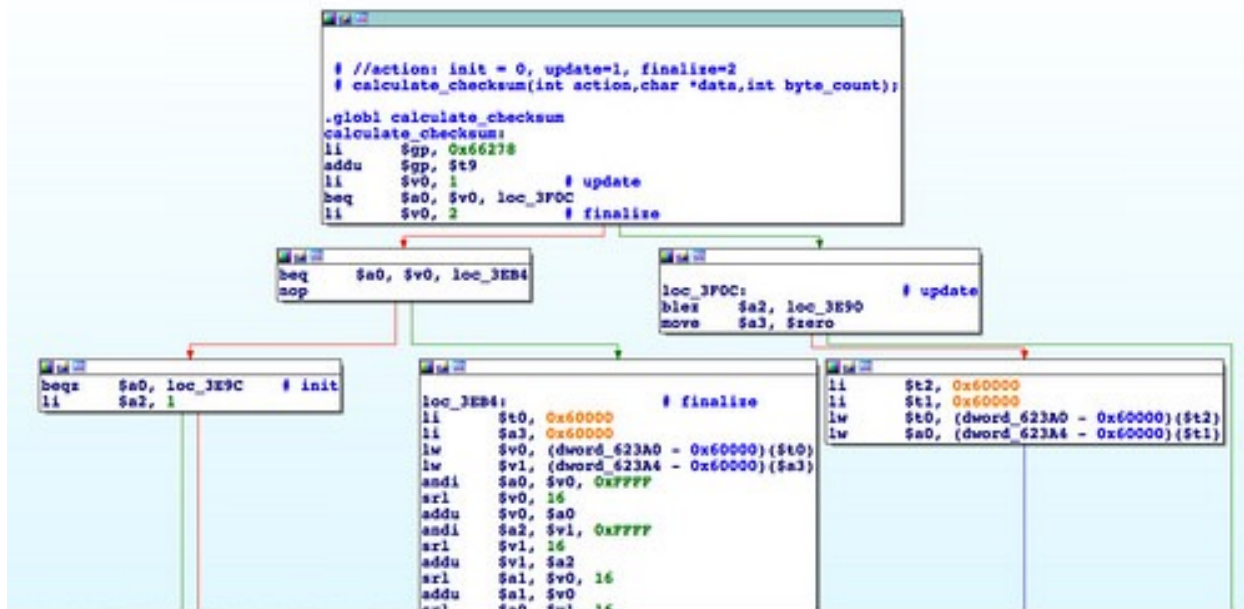 # //action: init = 0, update=1, finalize=2
# calculate_checksum(int action,char *data,int byte_count);
.globl calculate_checksum
calculate_checksum:
li $gp, 0x66278
addu $gp, $t9
li $v0, 1 # update
beq $a0, $v0, loc_3F0C
li $v0, 2 # finalize
beq $a0, $v0, loc_3EB4
nop
loc_3F0C: # update
blez $a2, loc_3E90
move $a3, $zero
beqz $a0, loc_3E9C # init
li $a2, 1
loc_3EB4: # finalize
li $t0, 0x60000
li $a3, 0x60000
lw $v0, (dword_623A0 - 0x60000)($t0)
lw $v1, (dword_623A4 - 0x60000)($a3)
andi $a0, $v0, 0xFFFF
srl $v0, 16
addu $v0, $a0
andi $a2, $v1, 0xFFFF
srl $v1, 16
addu $v1, $a2
srl $a1, $v0, 16
addu $a1, $v0
srl $a0, $v1, 16
li $t2, 0x60000
li $t1, 0x60000
lw $t0, (dword_623A0 - 0x60000)($t2)
lw $a0, (dword_623A4 - 0x60000)($t1)